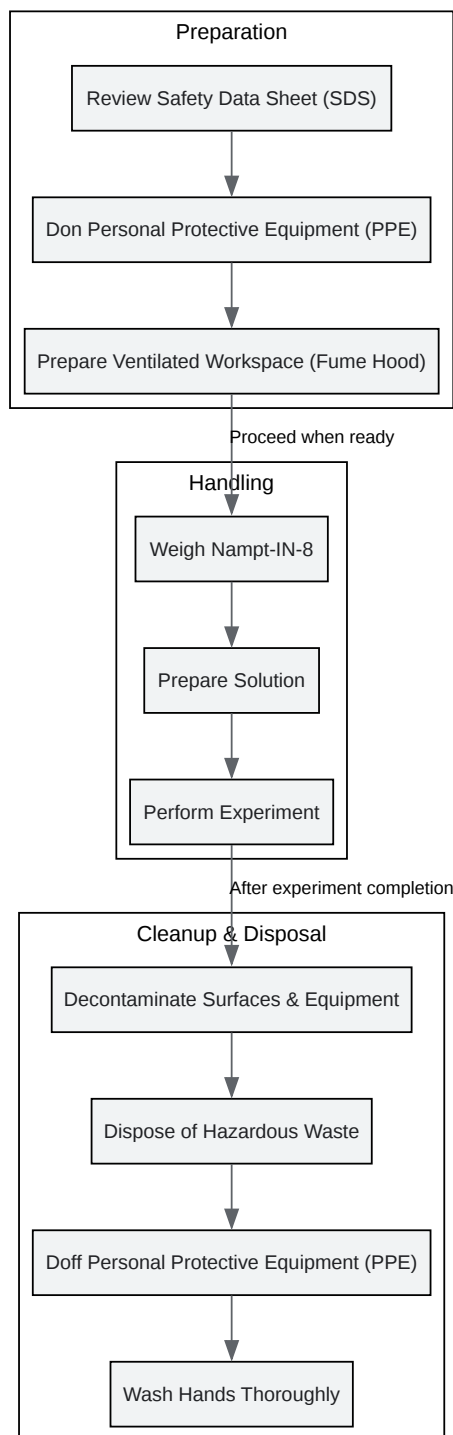 Preparation
Review Safety Data Sheet (SDS)
Don Personal Protective Equipment (PPE)
Prepare Ventilated Workspace (Fume Hood)
Proceed when ready
Handling
Weigh Nampt-IN-8
Prepare Solution
Perform Experiment
After experiment completion
Cleanup & Disposal
Decontaminate Surfaces & Equipment
Dispose of Hazardous Waste
Doff Personal Protective Equipment (PPE)
Wash Hands Thoroughly